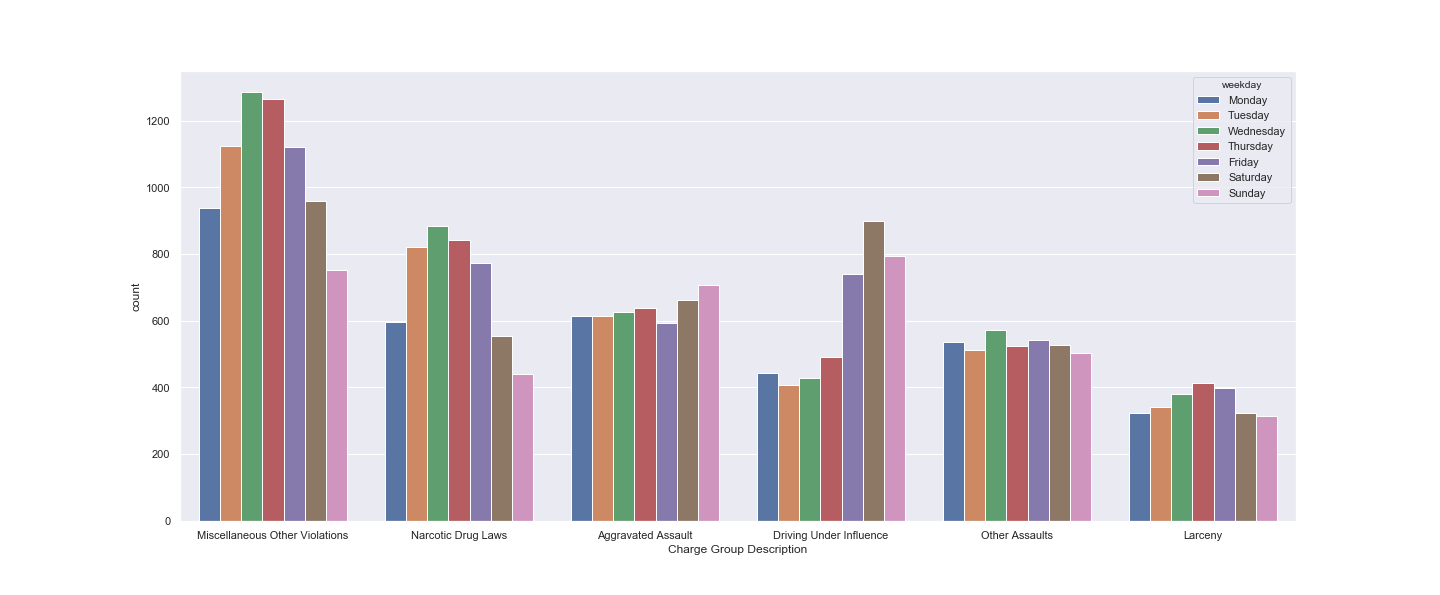 weekday
Monday
Tuesday
Wednesday
Thursday
Friday
Saturday
Sunday
1200
1000
800
600
400
200
0
count
Miscellaneous Other Violations Narcotic Drug Laws Aggravated Assault Driving Under Influence Other Assaults Larceny
Charge Group Description